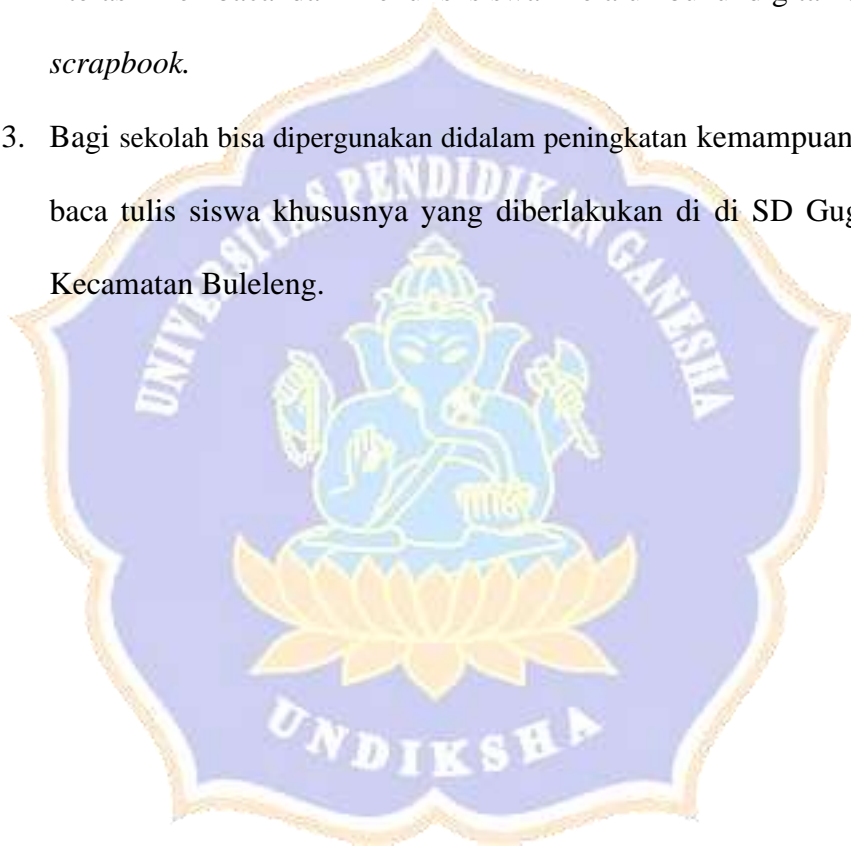 scrapbook.
3. Bagi sekolah bisa dipergunakan didalam peningkatan kemampuan
baca tulis siswa khususnya yang diberlakukan di di SD Gug
Kecamatan Buleleng.
UNIVERSITAS PENDIDIKAN GANESHA
UNDIKSHA